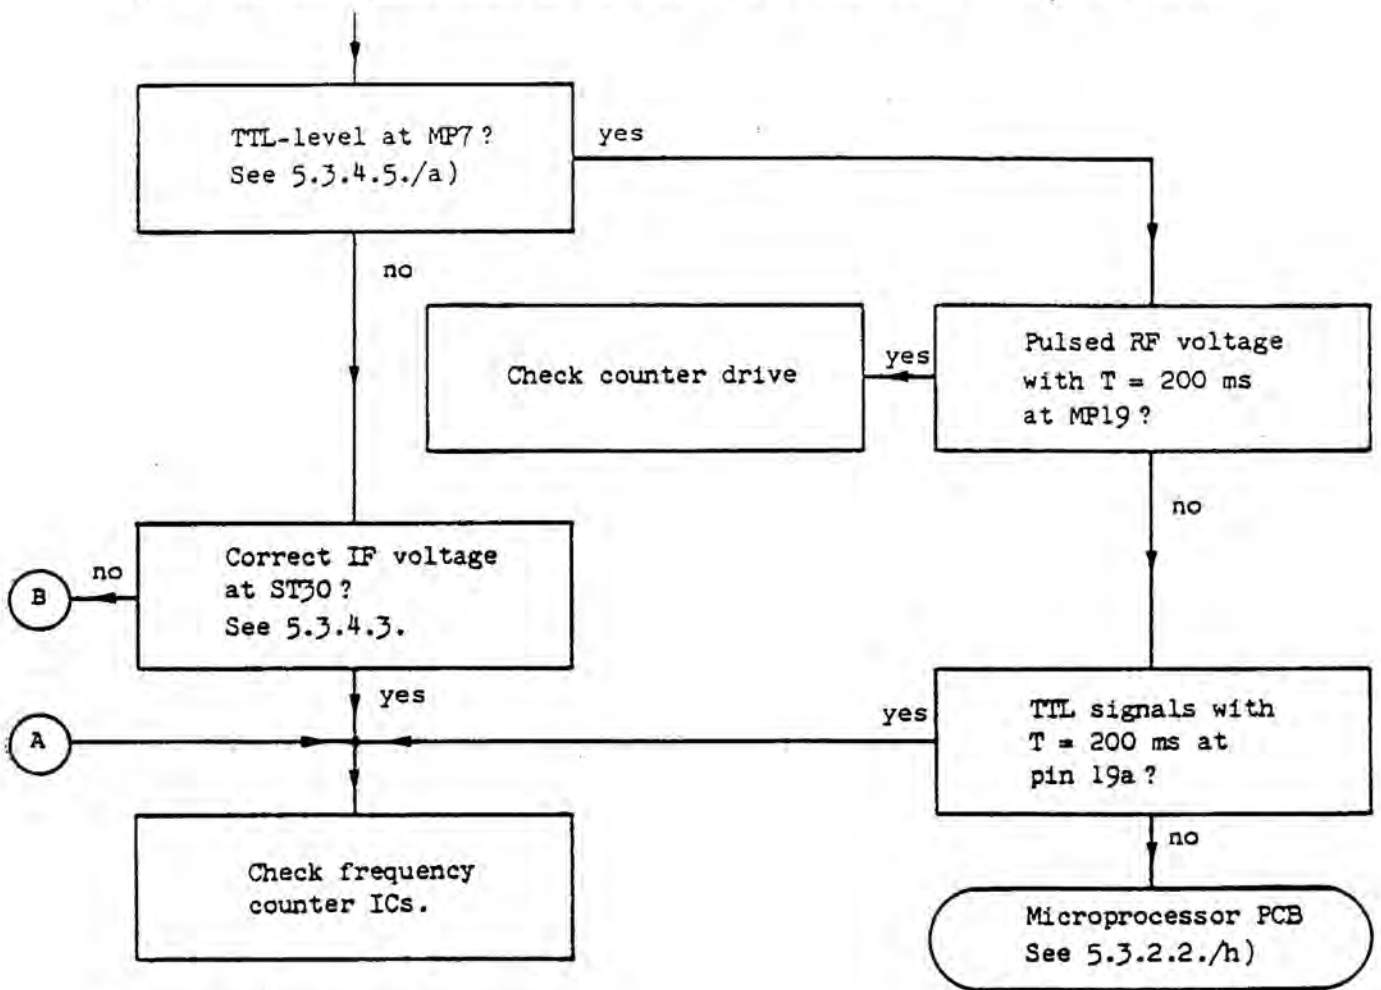 TTL-level at MP7?
See 5.3.4.5./a)
yes
no
Check counter drive
yes
Pulsed RF voltage
with T = 200 ms
at MP19?
no
B
no
Correct IF voltage
at ST30?
See 5.3.4.3.
yes
A
yes
TTL signals with
T = 200 ms at
pin 19a?
no
Check frequency
counter ICs.
Microprocessor PCB
See 5.3.2.2./h)